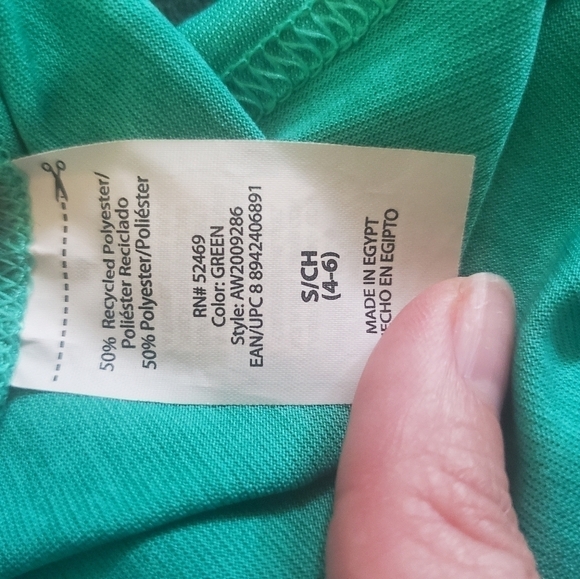 50% Recycled Polyester/
Poliéster Reciclado
50% Polyester/Poliéster
RN# 52469
Color: GREEN
Style: AW2009286
EAN/UPC 8 8942406891
S/CH
(4-6)
MADE IN EGYPT
ECHO EN EGIPTO